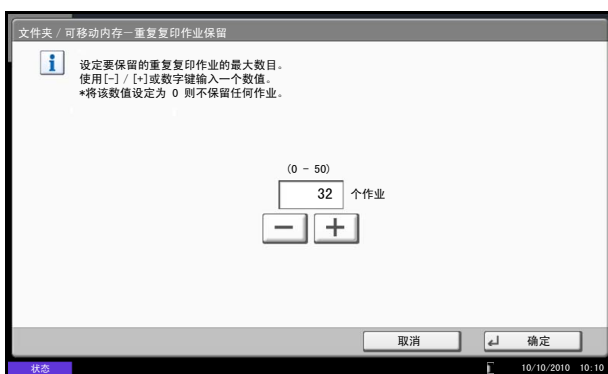 文件夹 / 可移动内存－重复复印作业保留
设定要保留的重复复印作业的最大数目。
使用[-] / [+]或数字键输入一个数值。
*将该数值设定为 0 则不保留任何作业。
(0 - 50)
32 个作业
取消 确定
状态 10/10/2010 10:10